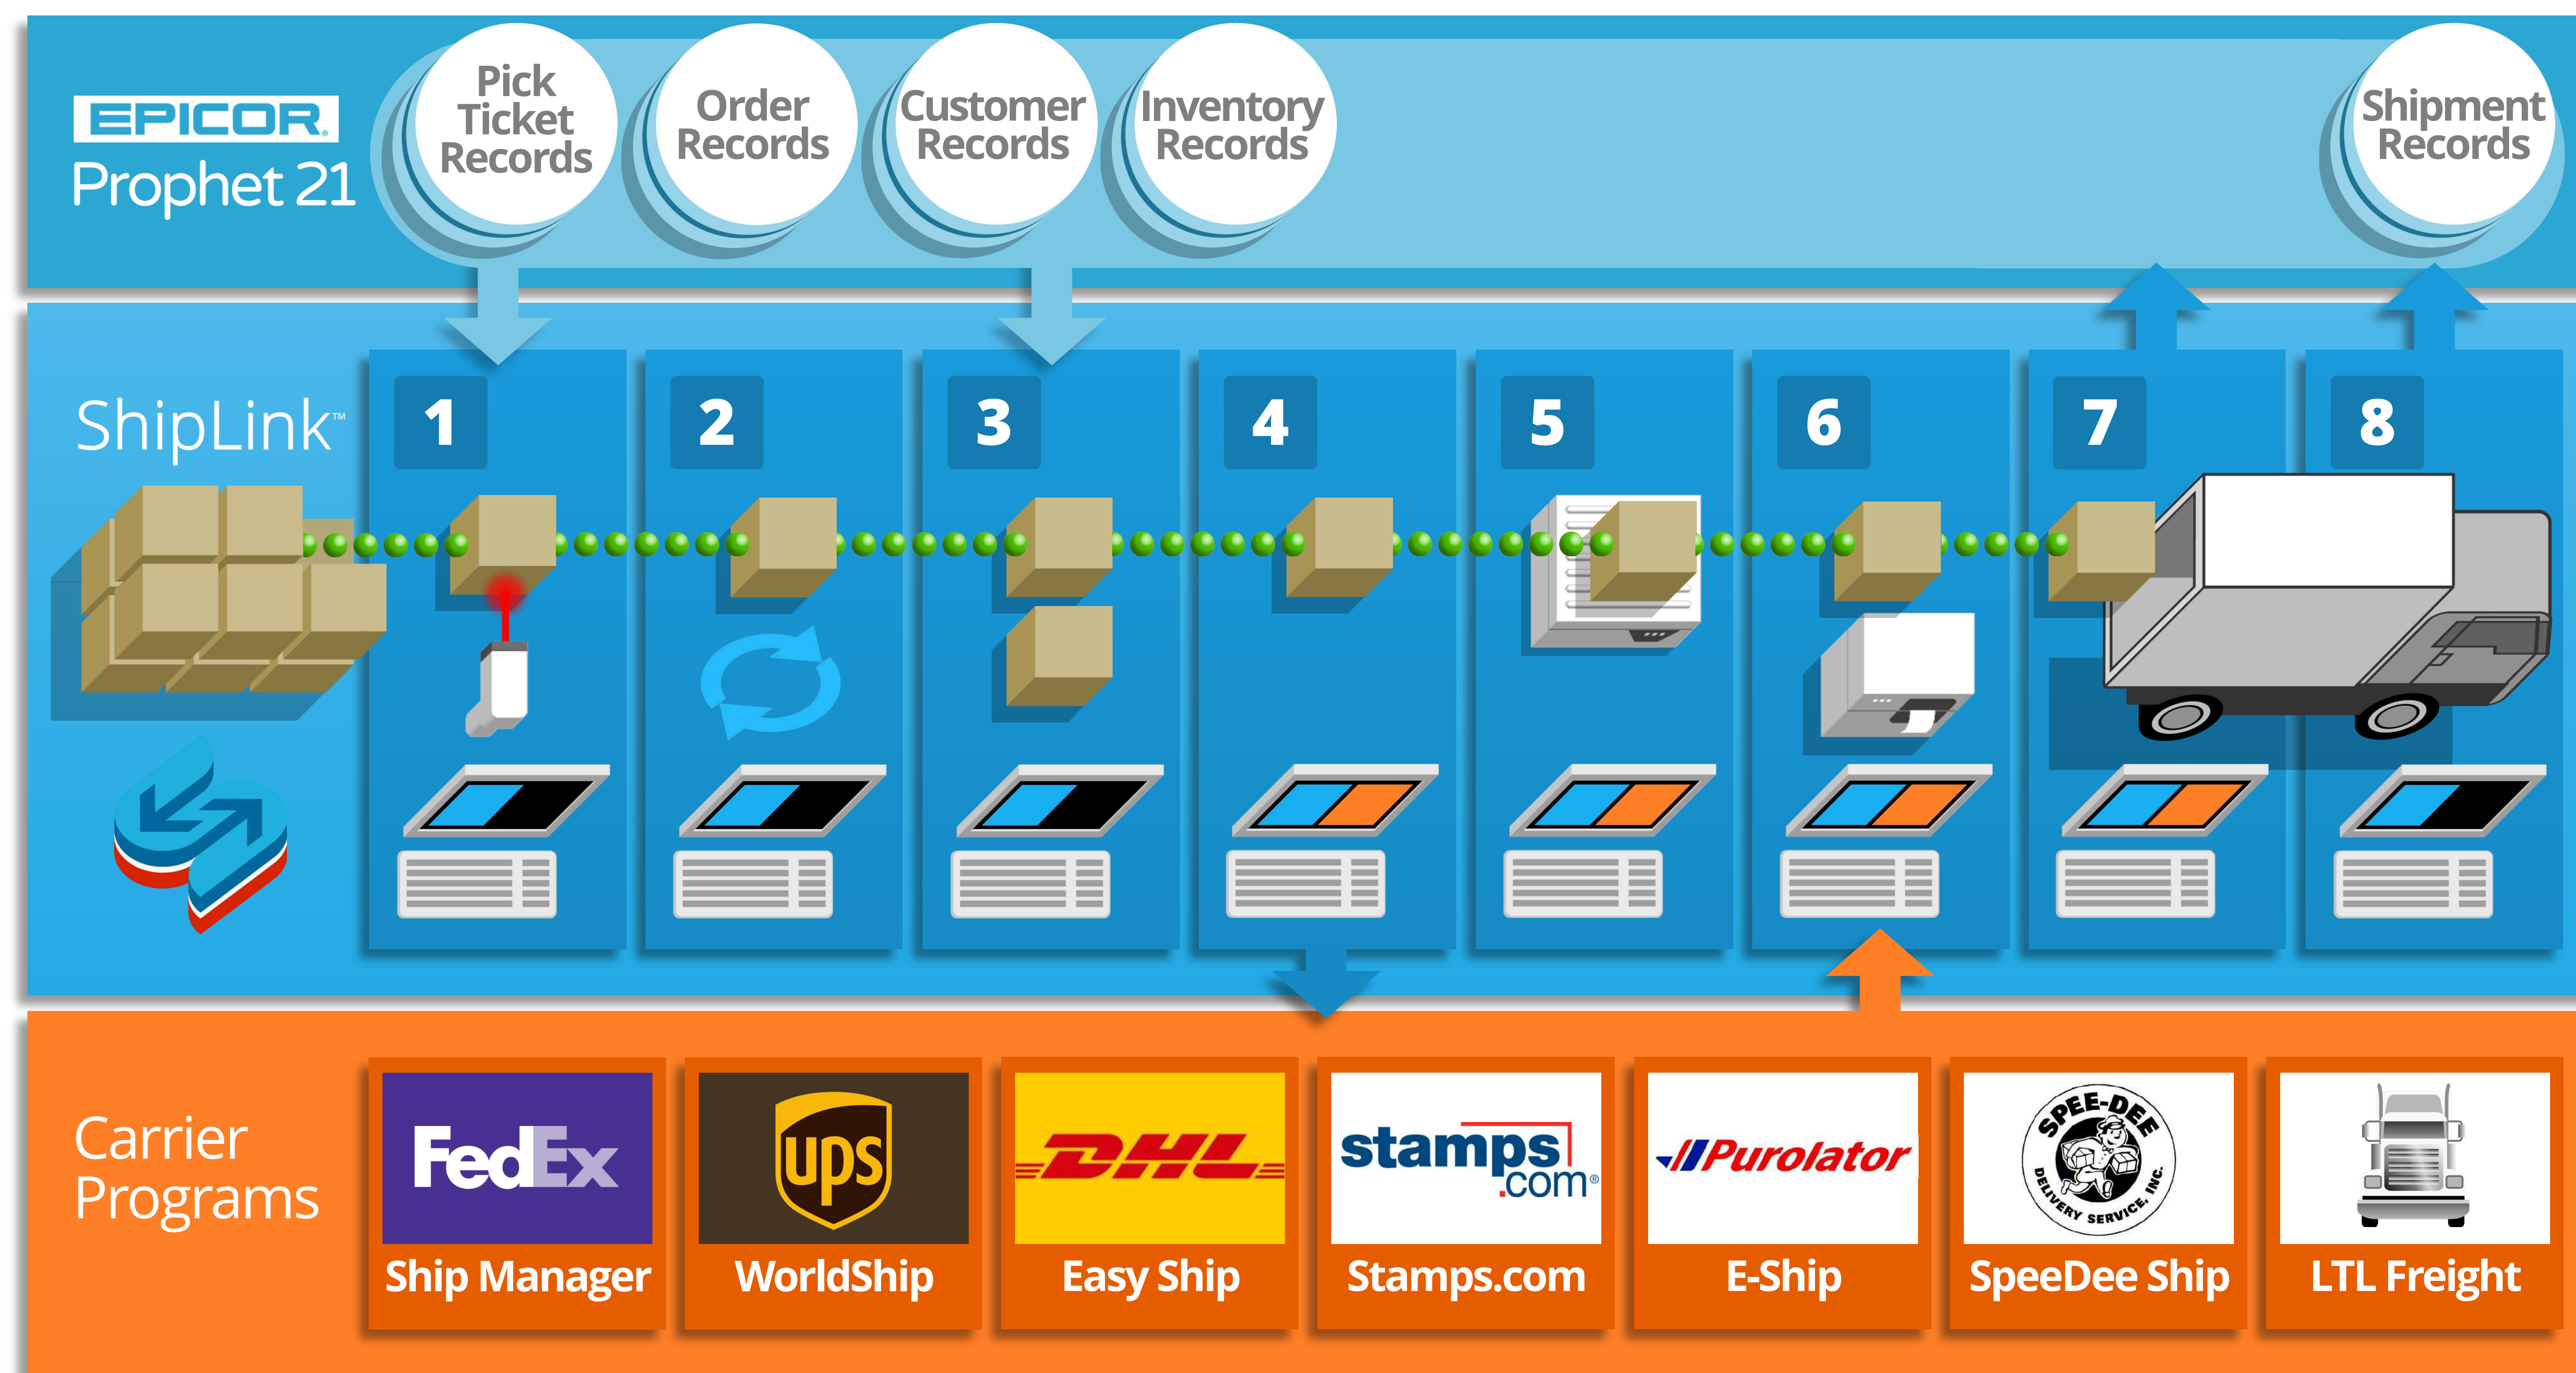 EPICOR®
Prophet 21
Pick
Ticket
Records
Order
Records
Customer
Records
Inventory
Records
Shipment
Records
ShipLink™
1
2
3
4
5
6
7
8
Carrier
Programs
FedEx
Ship Manager
ups
WorldShip
DHL
Easy Ship
stamps
.com®
Stamps.com
Purolator
E-Ship
SPEE-DEE
DELIVERY SERVICE, INC.
SpeeDee Ship
LTL Freight